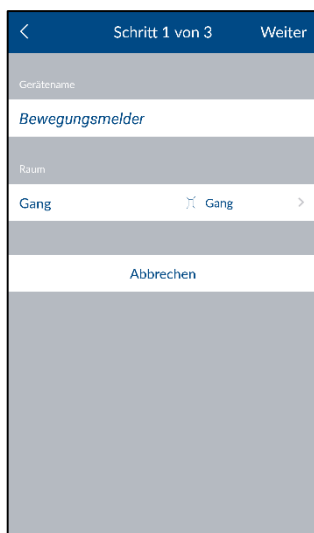 Schritt 1 von 3 Weiter
Gerätename
Bewegungsmelder
Raum
Gang Gang
Abbrechen